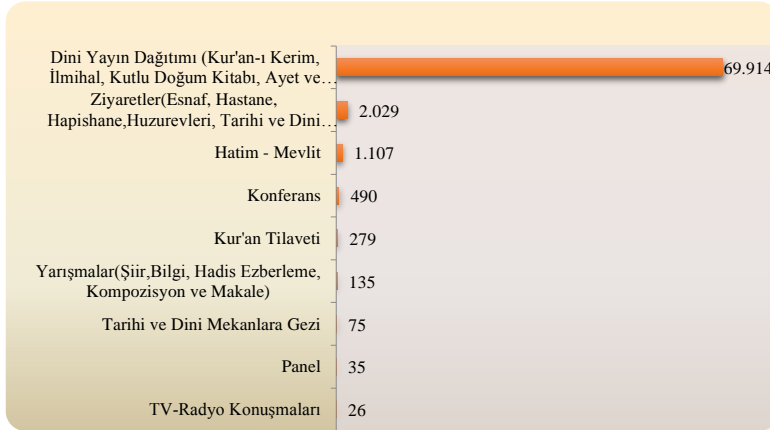 Dini Yayın Dağıtımı (Kur'an-ı Kerim,
İlmihal, Kutlu Doğum Kitabı, Ayet ve…
69.914
Ziyaretler(Esnaf, Hastane,
Hapishane,Huzurevleri, Tarihi ve Dini…
2.029
Hatim - Mevlit
1.107
Konferans
490
Kur'an Tilaveti
279
Yarışmalar(Şiir,Bilgi, Hadis Ezberleme,
Kompozisyon ve Makale)
135
Tarihi ve Dini Mekanlara Gezi
75
Panel
35
TV-Radyo Konuşmaları
26